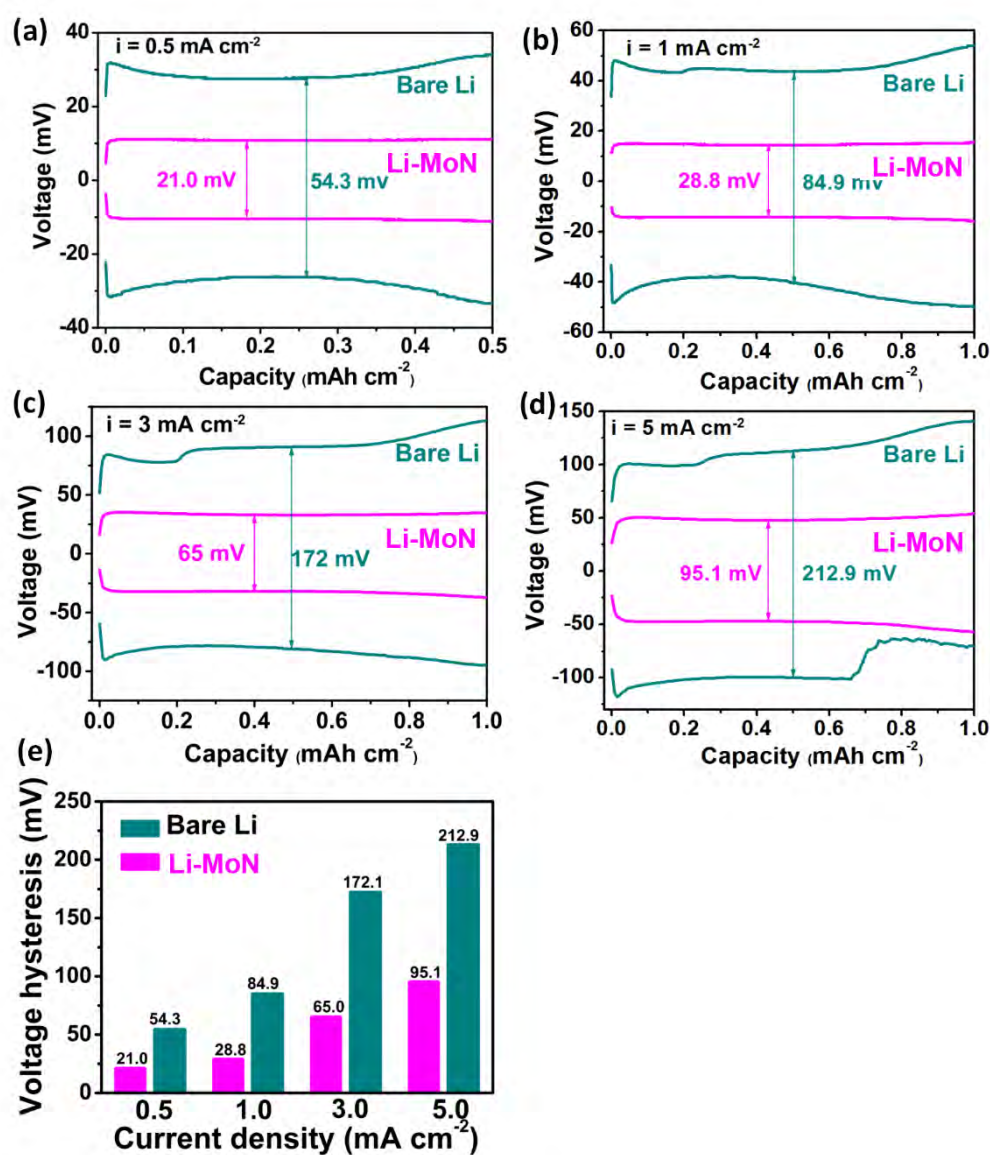 (a)
i = 0.5 mA cm-2
Bare Li
Li-MoN
21.0 mV
54.3 mV
40
20
0
-20
-40
0.0 0.1 0.2 0.3 0.4 0.5
Voltage (mV)
Capacity (mAh cm-2)
(b)
i = 1 mA cm-2
Bare Li
Li-MoN
28.8 mV
84.9 mV
60
40
20
0
-20
-40
-60
0.0 0.2 0.4 0.6 0.8 1.0
Voltage (mV)
Capacity (mAh cm-2)
(c)
i = 3 mA cm-2
Bare Li
Li-MoN
65 mV
172 mV
100
50
0
-50
-100
0.0 0.2 0.4 0.6 0.8 1.0
Voltage (mV)
Capacity (mAh cm-2)
(d)
i = 5 mA cm-2
Bare Li
Li-MoN
95.1 mV
212.9 mV
150
100
50
0
-50
-100
0.0 0.2 0.4 0.6 0.8 1.0
Voltage (mV)
Capacity (mAh cm-2)
(e)
Bare Li
Li-MoN
250
200
150
100
50
0
21.0 54.3
28.8 84.9
65.0 172.1
95.1 212.9
0.5 1.0 3.0 5.0
Voltage hysteresis (mV)
Current density (mA cm-2)